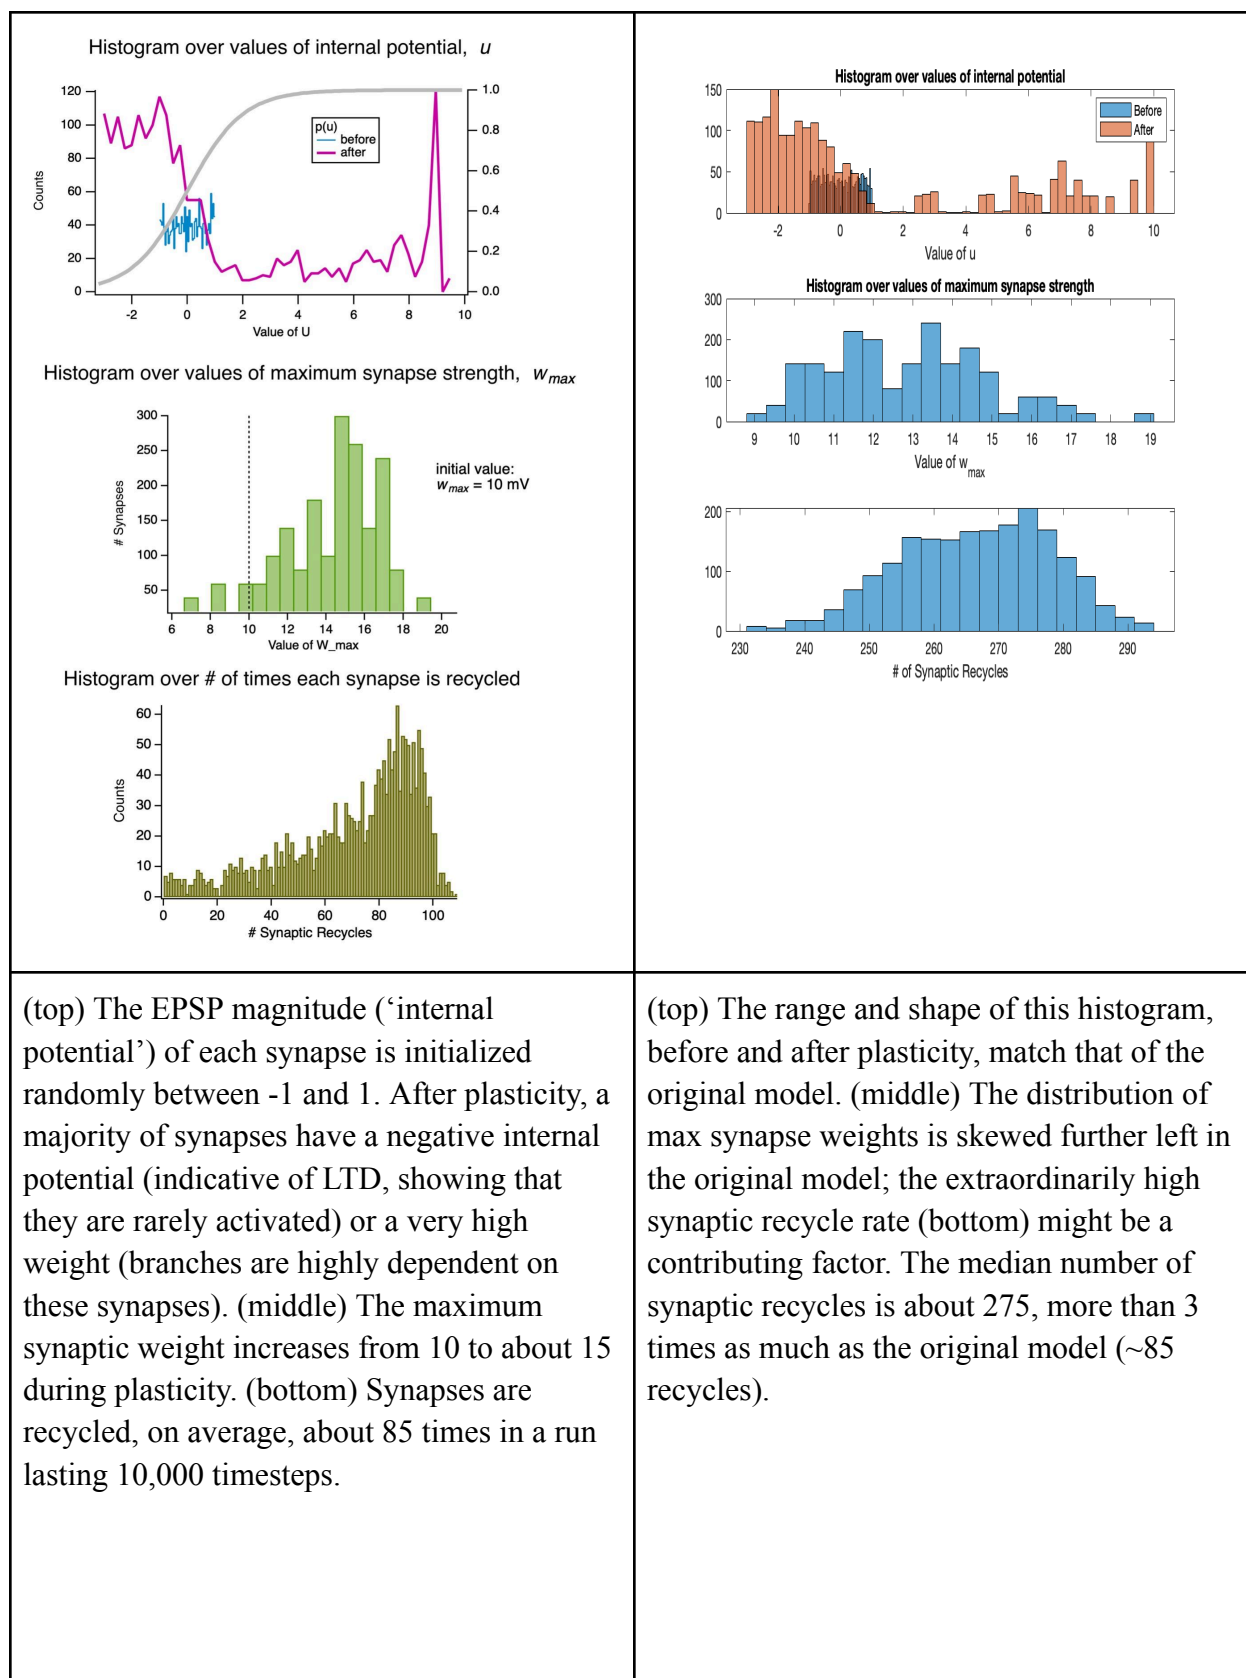 Histogram over values of internal potential, u
120
100
80
60
40
20
0
Counts
1.0
0.8
0.6
0.4
0.2
0.0
p(u)
before
after
-2 0 2 4 6 8 10
Value of U
Histogram over values of maximum synapse strength, w_max
300
250
200
150
100
50
# Synapses
initial value:
w_max = 10 mV
6 8 10 12 14 16 18 20
Value of W_max
Histogram over # of times each synapse is recycled
60
50
40
30
20
10
0
Counts
0 20 40 60 80 100
# Synaptic Recycles
Histogram over values of internal potential
150
100
50
0
Counts
Before
After
-2 0 2 4 6 8 10
Value of u
Histogram over values of maximum synapse strength
300
200
100
0
9 10 11 12 13 14 15 16 17 18 19
Value of w_max
200
100
0
230 240 250 260 270 280 290
# of Synaptic Recycles
(top) The EPSP magnitude (‘internal
potential’) of each synapse is initialized
randomly between -1 and 1. After plasticity, a
majority of synapses have a negative internal
potential (indicative of LTD, showing that
they are rarely activated) or a very high
weight (branches are highly dependent on
these synapses). (middle) The maximum
synaptic weight increases from 10 to about 15
during plasticity. (bottom) Synapses are
recycled, on average, about 85 times in a run
lasting 10,000 timesteps.
(top) The range and shape of this histogram,
before and after plasticity, match that of the
original model. (middle) The distribution of
max synapse weights is skewed further left in
the original model; the extraordinarily high
synaptic recycle rate (bottom) might be a
contributing factor. The median number of
synaptic recycles is about 275, more than 3
times as much as the original model (~85
recycles).